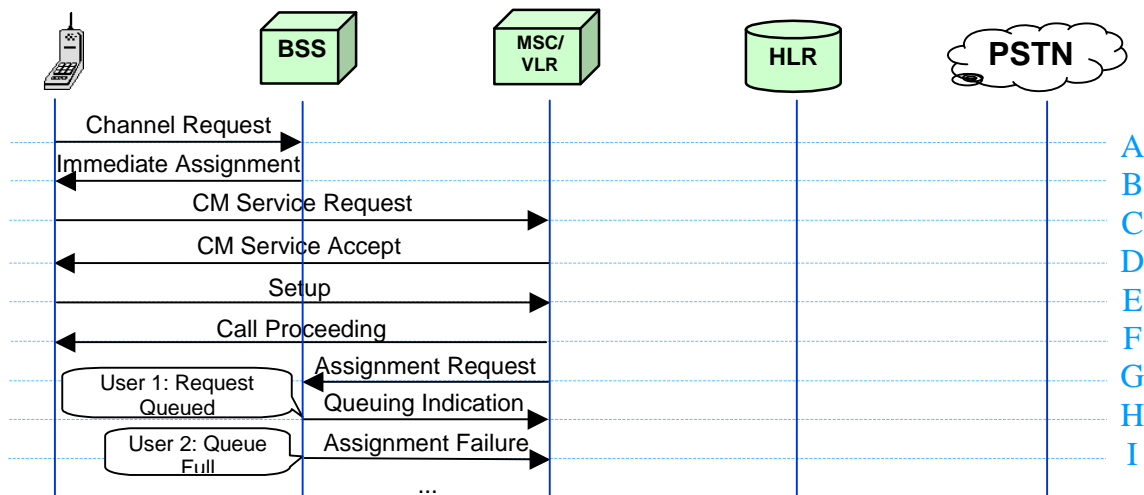 BSS
MSC/
VLR
HLR
PSTN
Channel Request
A
Immediate Assignment
B
CM Service Request
C
CM Service Accept
D
Setup
E
Call Proceeding
F
Assignment Request
G
User 1: Request
Queued
Queuing Indication
H
User 2: Queue
Full
Assignment Failure
I
...